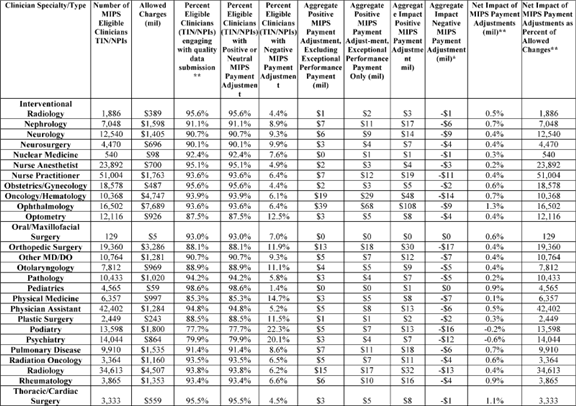 Clinician Specialty/Type | Number of MIPS Eligible Clinicians TIN/NPIs | Allowed Charges (mil) | Percent Eligible Clinicians (TIN/NPIs) engaging with quality data submission ** | Percent Eligible Clinicians (TIN/NPIs) with Positive or Neutral MIPS Payment Adjustment | Percent Eligible Clinicians (TIN/NPIs) with Negative MIPS Payment Adjustment | Aggregate Positive MIPS Payment Adjustment, Excluding Exceptional Performance Payment (mil) | Aggregate Positive MIPS Payment Adjust-ment, Exceptional Performance Payment Only (mil) | Aggregate Impact Positive MIPS Payment Adjustment mil) | Aggregate Impact Negative MIPS Payment Adjustment (mil)* | Net Impact of MIPS Payment Adjustments (mil)** | Net Impact of MIPS Payment Adjustments as Percent of Allowed Charges**
Interventional Radiology | 1,886 | $389 | 95.6% | 95.6% | 4.4% | $1 | $2 | $3 | -$1 | 0.5% | 1,886
Nephrology | 7,048 | $1,598 | 91.1% | 91.1% | 8.9% | $7 | $11 | $17 | -$6 | 0.7% | 7,048
Neurology | 12,540 | $1,405 | 90.7% | 90.7% | 9.3% | $6 | $9 | $14 | -$9 | 0.4% | 12,540
Neurosurgery | 4,470 | $696 | 90.1% | 90.1% | 9.9% | $3 | $4 | $7 | -$4 | 0.4% | 4,470
Nuclear Medicine | 540 | $98 | 92.4% | 92.4% | 7.6% | $0 | $1 | $1 | -$1 | 0.3% | 540
Nurse Anesthetist | 23,892 | $700 | 95.1% | 95.1% | 4.9% | $2 | $3 | $4 | -$3 | 0.2% | 23,892
Nurse Practitioner | 51,004 | $1,763 | 93.6% | 93.6% | 6.4% | $7 | $12 | $19 | -$11 | 0.4% | 51,004
Obstetrics/Gynecology | 18,578 | $487 | 95.6% | 95.6% | 4.4% | $2 | $3 | $5 | -$2 | 0.6% | 18,578
Oncology/Hematology | 10,368 | $4,747 | 93.9% | 93.9% | 6.1% | $19 | $29 | $48 | -$14 | 0.7% | 10,368
Ophthalmology | 16,502 | $7,689 | 93.6% | 93.6% | 6.4% | $39 | $68 | $108 | -$9 | 1.3% | 16,502
Optometry | 12,116 | $926 | 87.5% | 87.5% | 12.5% | $3 | $5 | $8 | -$4 | 0.4% | 12,116
Oral/Maxillofacial Surgery | 129 | $5 | 93.0% | 93.0% | 7.0% | $0 | $0 | $0 | $0 | 0.6% | 129
Orthopedic Surgery | 19,360 | $3,286 | 88.1% | 88.1% | 11.9% | $13 | $18 | $30 | -$17 | 0.4% | 19,360
Other MD/DO | 10,764 | $1,281 | 90.7% | 90.7% | 9.3% | $5 | $7 | $12 | -$7 | 0.4% | 10,764
Otolaryngology | 7,812 | $969 | 88.9% | 88.9% | 11.1% | $4 | $5 | $9 | -$5 | 0.4% | 7,812
Pathology | 10,433 | $1,020 | 94.2% | 94.2% | 5.8% | $3 | $4 | $7 | -$5 | 0.2% | 10,433
Pediatrics | 4,565 | $59 | 98.6% | 98.6% | 1.4% | $0 | $0 | $1 | $0 | 0.9% | 4,565
Physical Medicine | 6,357 | $997 | 85.3% | 85.3% | 14.7% | $3 | $5 | $8 | -$7 | 0.1% | 6,357
Physician Assistant | 42,402 | $1,284 | 94.8% | 94.8% | 5.2% | $5 | $8 | $13 | -$6 | 0.5% | 42,402
Plastic Surgery | 2,449 | $243 | 88.5% | 88.5% | 11.5% | $1 | $1 | $2 | -$2 | 0.3% | 2,449
Podiatry | 13,598 | $1,800 | 77.7% | 77.7% | 22.3% | $5 | $7 | $13 | -$16 | -0.2% | 13,598
Psychiatry | 14,044 | $864 | 79.9% | 79.9% | 20.1% | $3 | $4 | $7 | -$12 | -0.6% | 14,044
Pulmonary Disease | 9,910 | $1,535 | 91.4% | 91.4% | 8.6% | $7 | $11 | $18 | -$6 | 0.7% | 9,910
Radiation Oncology | 3,364 | $1,160 | 93.5% | 93.5% | 6.5% | $5 | $7 | $11 | -$4 | 0.6% | 3,364
Radiology | 34,613 | $4,507 | 93.8% | 93.8% | 6.2% | $15 | $17 | $32 | -$13 | 0.4% | 34,613
Rheumatology | 3,865 | $1,353 | 93.4% | 93.4% | 6.6% | $6 | $10 | $16 | -$4 | 0.9% | 3,865
Thoracic/Cardiac Surgery | 3,333 | $559 | 95.5% | 95.5% | 4.5% | $3 | $5 | $8 | -$1 | 1.1% | 3,333